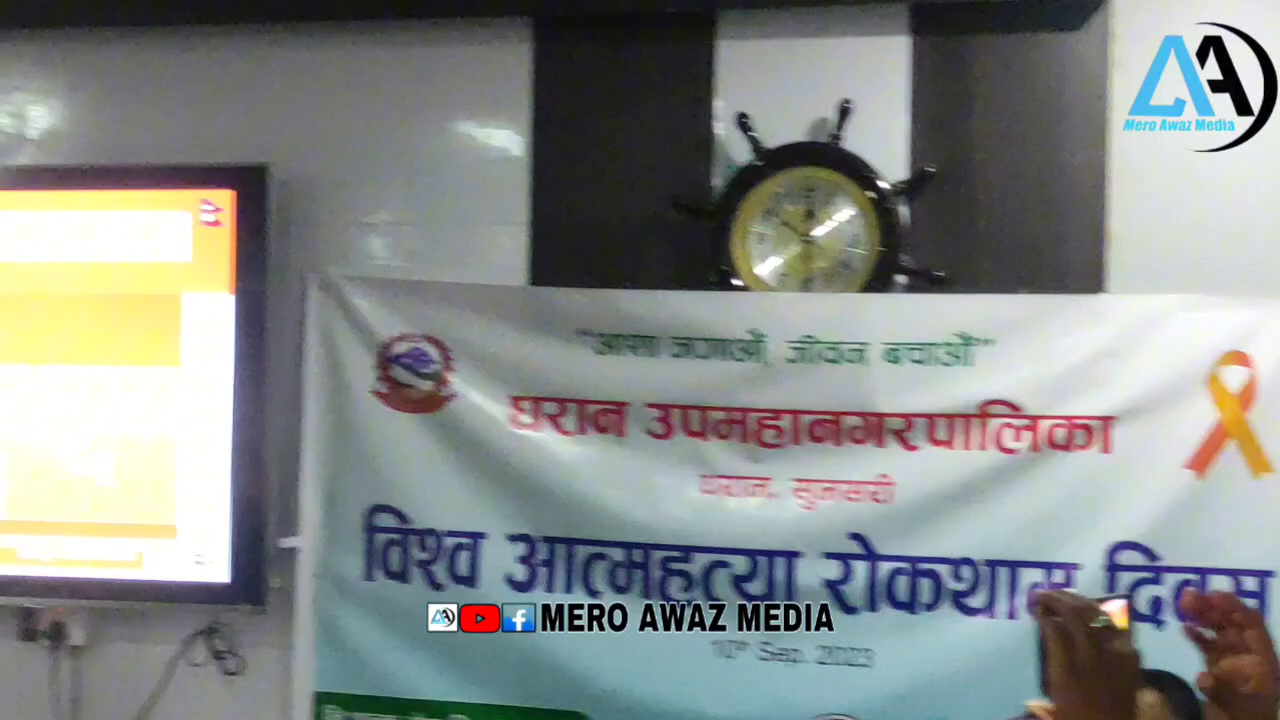 Mero Awaz Media
"आशा जगाऔं, जीवन बचाऔं"
धरान उपमहानगरपालिका
धरान, सुनसरी
विश्व आत्महत्या रोकथाम दिवस
MERO AWAZ MEDIA
10th Sep. 2023